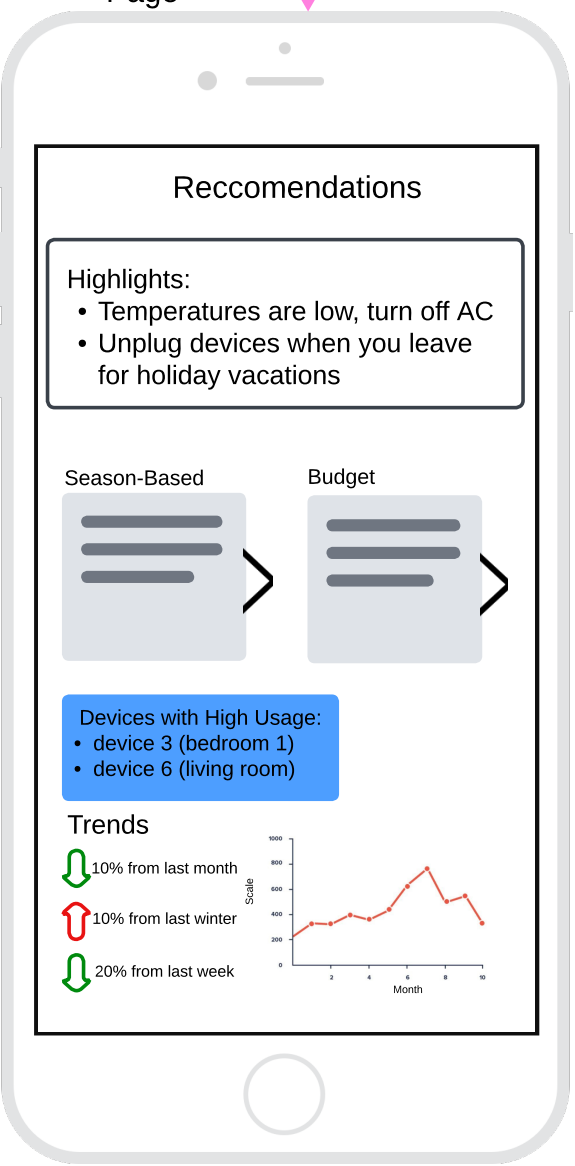 Page
Reccomendations
Highlights:
• Temperatures are low, turn off AC
• Unplug devices when you leave
for holiday vacations
Season-Based
Budget
Devices with High Usage:
• device 3 (bedroom 1)
• device 6 (living room)
Trends
10% from last month
10% from last winter
20% from last week
1000
800
600
400
200
0
Scale
2 4 6 8 10
Month